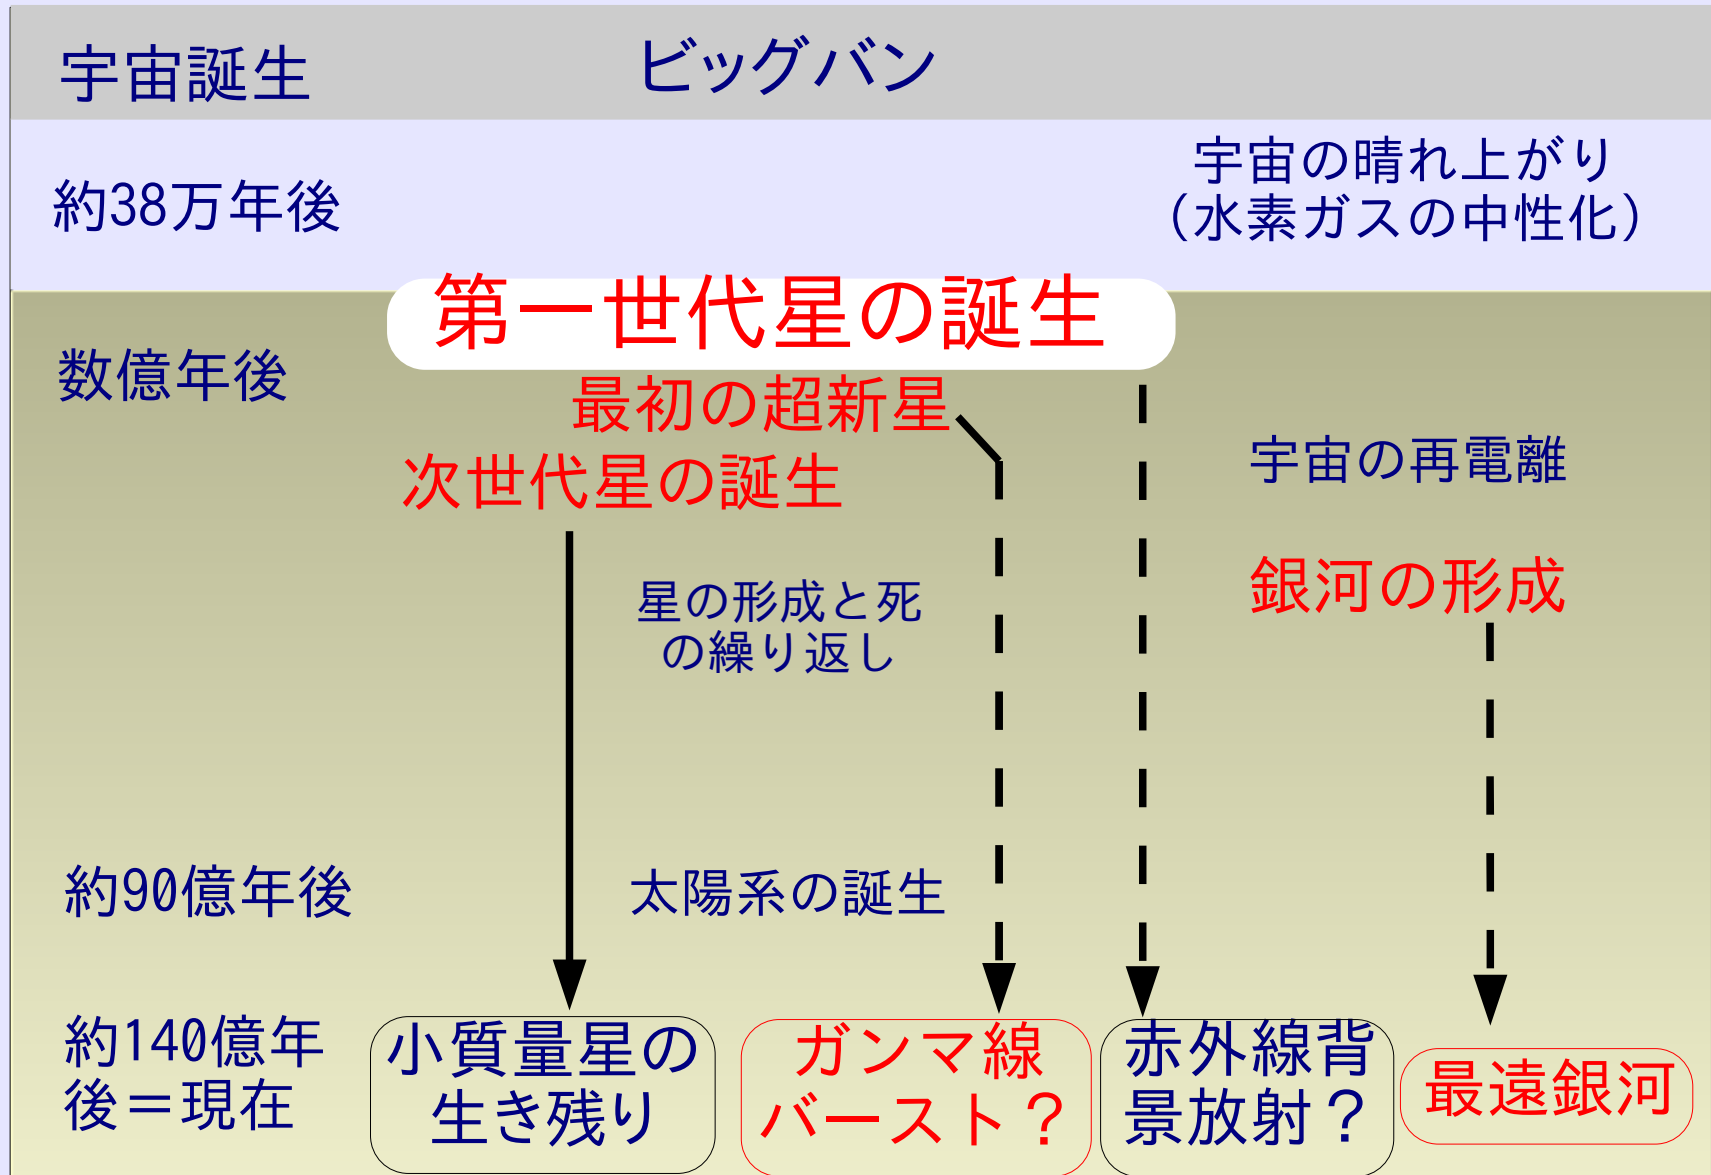 宇宙誕生
ビッグバン
約38万年後
宇宙の晴れ上がり
(水素ガスの中性化)
第一世代星の誕生
数億年後
最初の超新星
次世代星の誕生
宇宙の再電離
銀河の形成
星の形成と死
の繰り返し
約90億年後
太陽系の誕生
約140億年
後=現在
小質量星の
生き残り
ガンマ線
バースト?
赤外線背
景放射?
最遠銀河